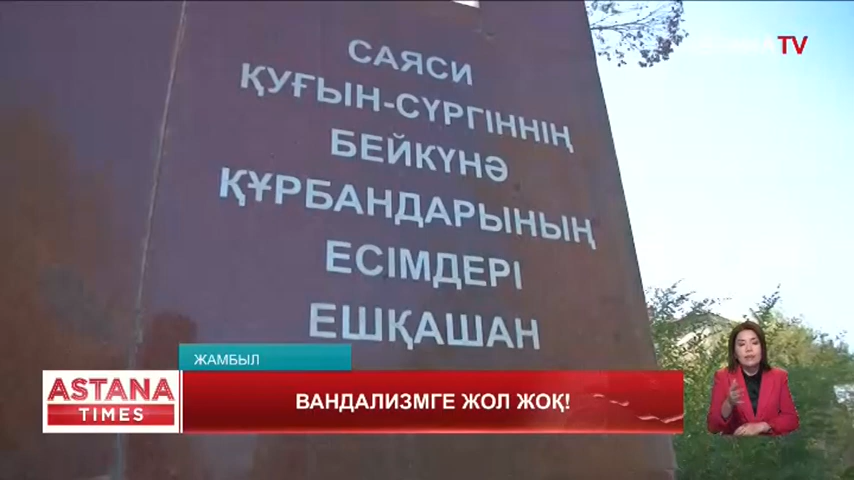 TV
САЯСИ
ҚУҒЫН-СҮРГІННІҢ
БЕЙКҮНӘ
ҚҰРБАНДАРЫНЫҢ
ЕСІМДЕРІ
ЕШҚАШАН
ЖАМБЫЛ
ASTANA
TIMES
ВАНДАЛИЗМГЕ ЖОЛ ЖОҚ!